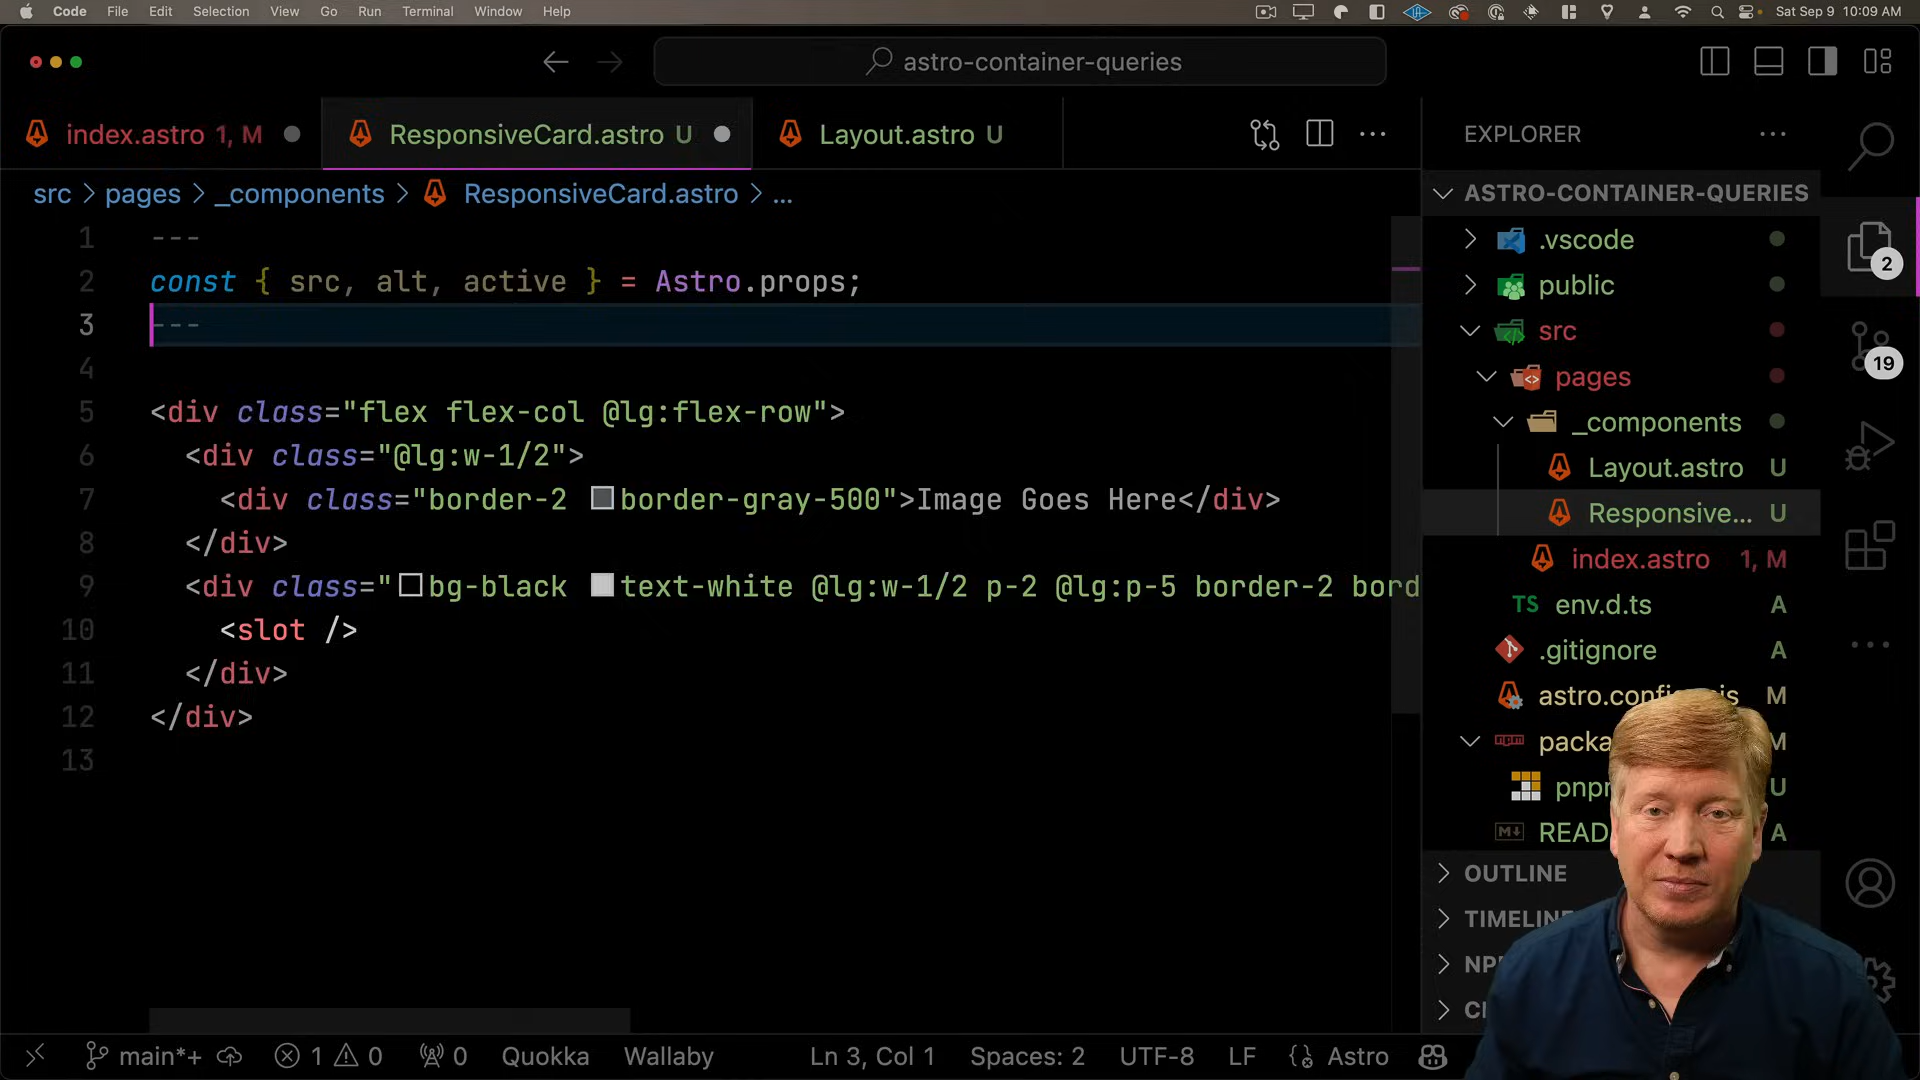 Code File Edit Selection View Go Run Terminal Window Help Sat Sep 9 10:09 AM
astro-container-queries
index.astro 1, M
ResponsiveCard.astro U
Layout.astro U
src > pages > _components > ResponsiveCard.astro > ...
1 ---
2 const { src, alt, active } = Astro.props;
3 ---
4
5 <div class="flex flex-col @lg:flex-row">
6 <div class="@lg:w-1/2">
7 <div class="border-2 border-gray-500">Image Goes Here</div>
8 </div>
9 <div class="bg-black text-white @lg:w-1/2 p-2 @lg:p-5 border-2 bord
10 <slot />
11 </div>
12 </div>
13
EXPLORER
ASTRO-CONTAINER-QUERIES
.vscode
public
src
pages
_components
Layout.astro U
Responsive... U
index.astro 1, M
TS env.d.ts A
.gitignore A
M
packa M
pnp U
READ A
OUTLINE
TIMELINE
NP
2
19
main*+ 1 0 0 Quokka Wallaby Ln 3, Col 1 Spaces: 2 UTF-8 LF Astro